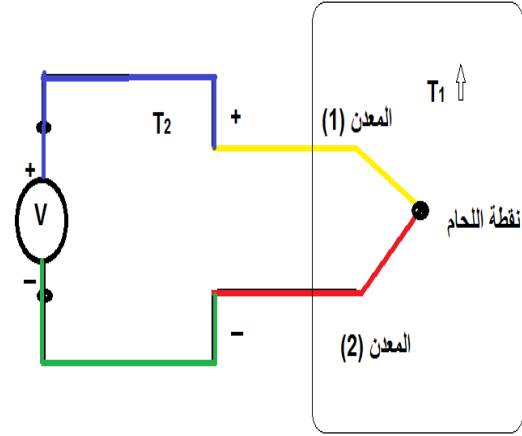 T1
المعدن (1)
+
T2
+
V
نقطة اللحام
−
−
المعدن (2)